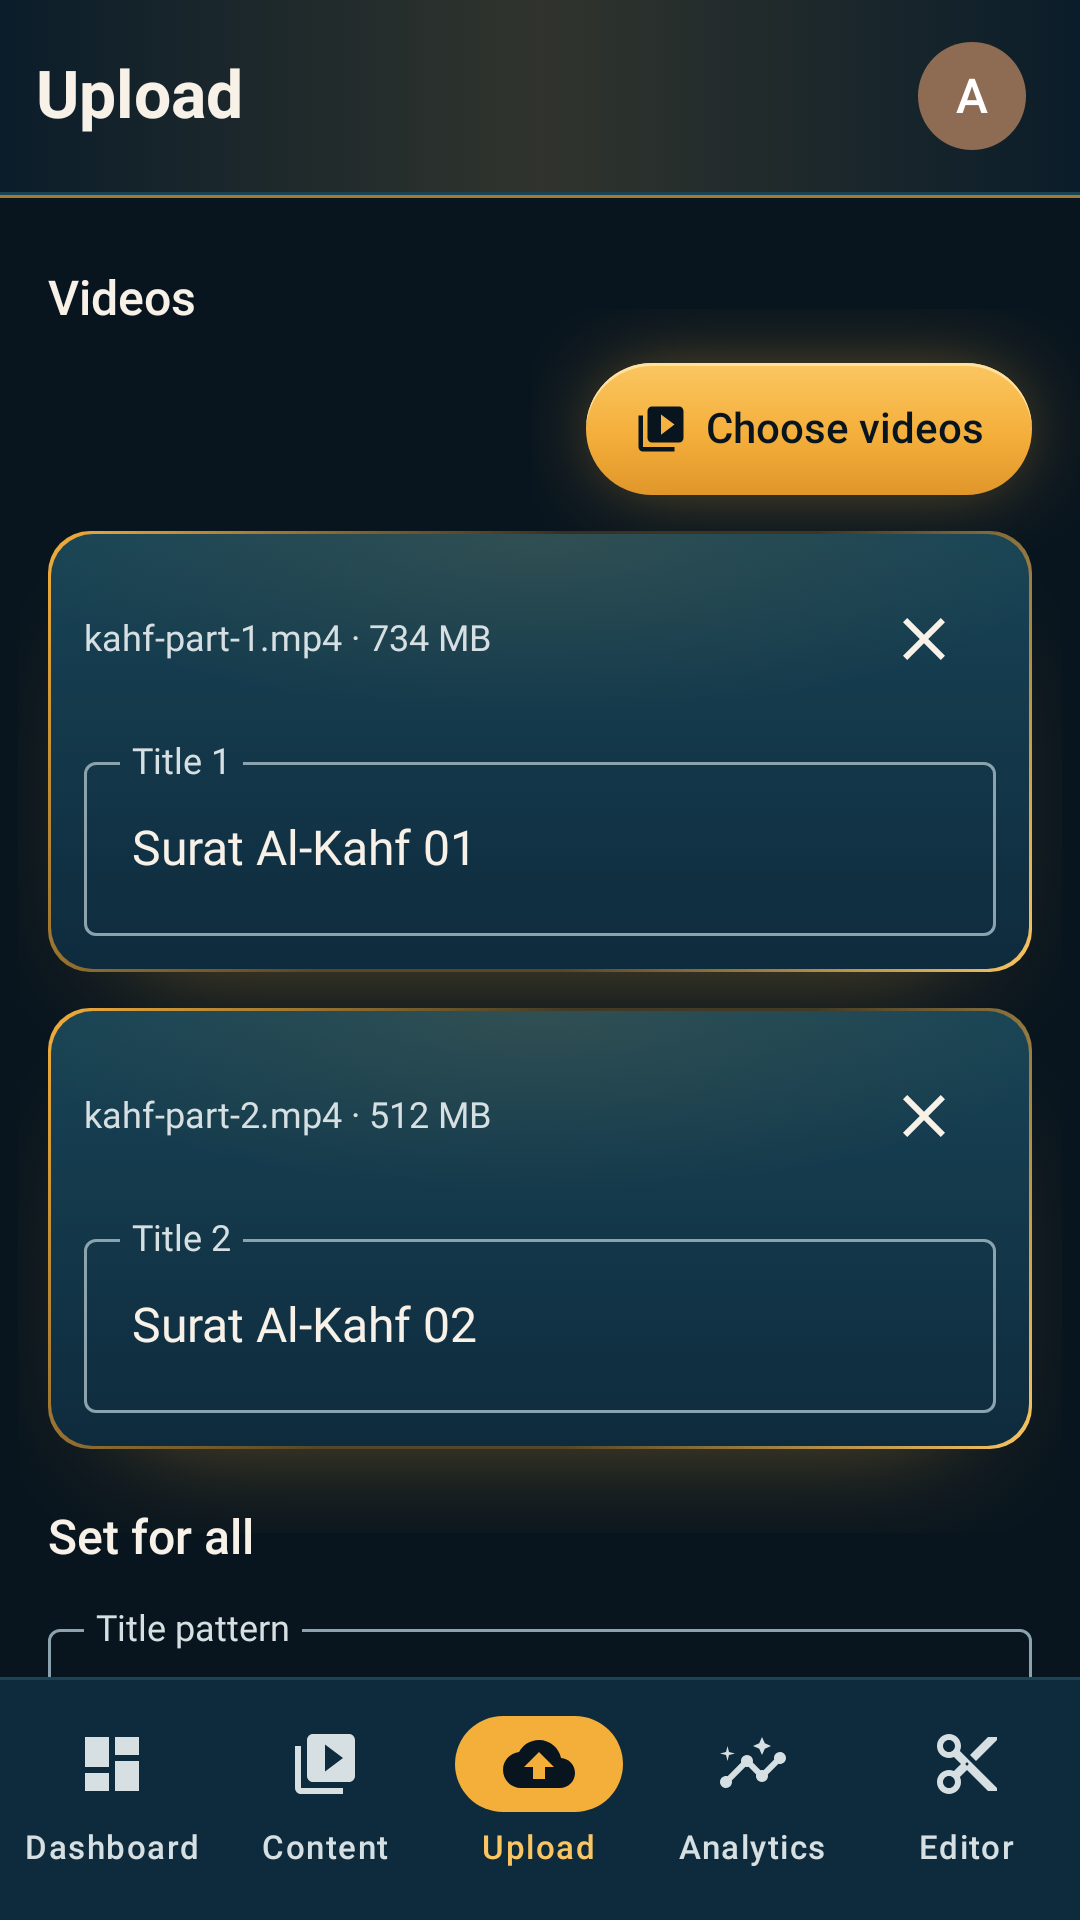 Upload
A
Videos
Choose videos
kahf-part-1.mp4 · 734 MB
Title 1
Surat Al-Kahf 01
kahf-part-2.mp4 · 512 MB
Title 2
Surat Al-Kahf 02
Set for all
Title pattern
Dashboard Content Upload Analytics Editor